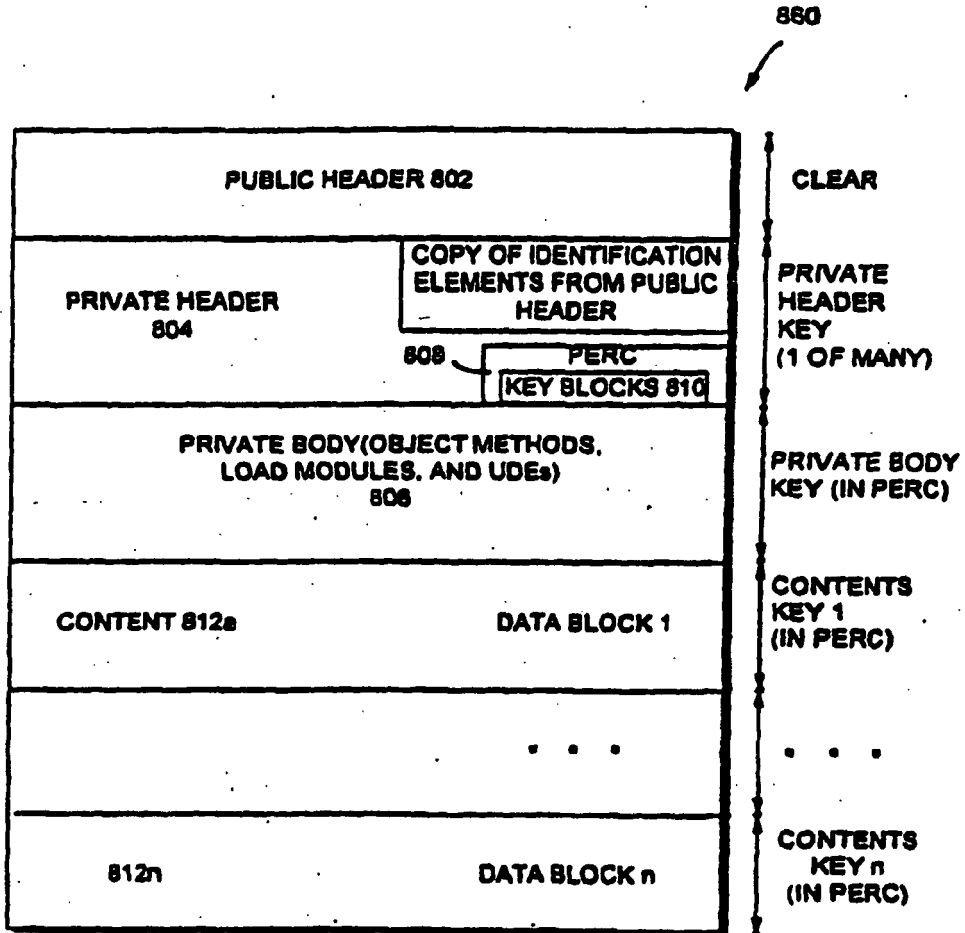 860
PUBLIC HEADER 802
CLEAR
PRIVATE HEADER
804
COPY OF IDENTIFICATION
ELEMENTS FROM PUBLIC
HEADER
808
PERC
KEY BLOCKS 810
PRIVATE
HEADER
KEY
(1 OF MANY)
PRIVATE BODY(OBJECT METHODS,
LOAD MODULES, AND UDEs)
806
PRIVATE BODY
KEY (IN PERC)
CONTENT 812a
DATA BLOCK 1
CONTENTS
KEY 1
(IN PERC)
• • •
• • •
812n
DATA BLOCK n
CONTENTS
KEY n
(IN PERC)